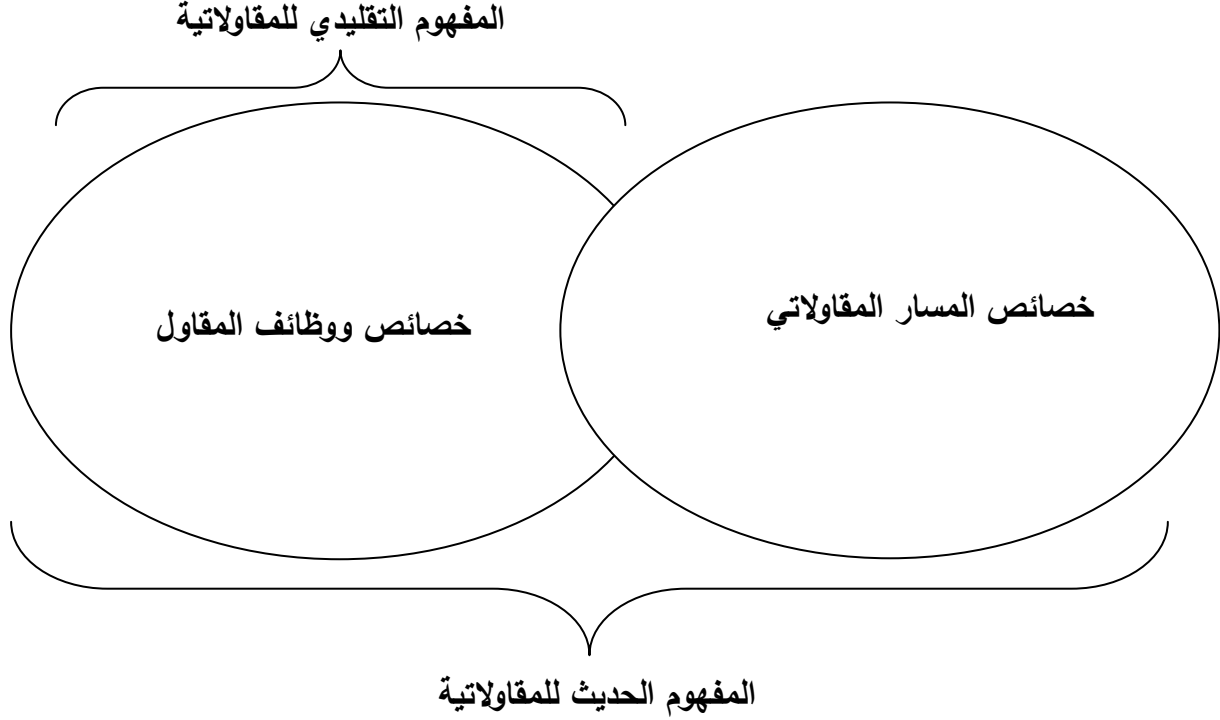 المفهوم التقليدي للمقاولاتية
خصائص المسار المقاولاتي
خصائص ووظائف المقاول
المفهوم الحديث للمقاولاتية